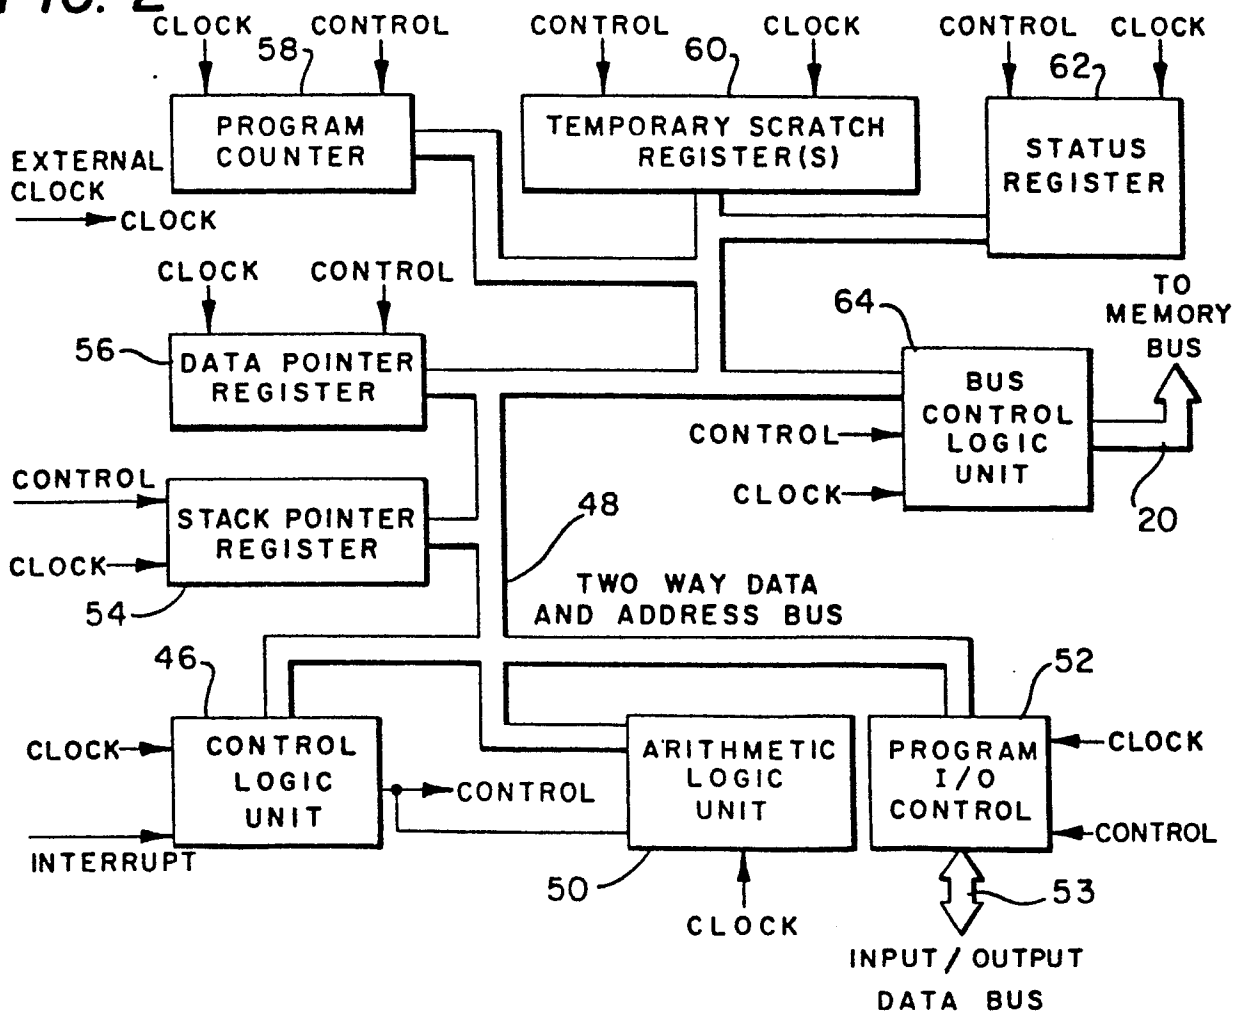 FIG. 2
CLOCK CONTROL CONTROL CLOCK CONTROL CLOCK
58 60 62
PROGRAM
COUNTER
TEMPORARY SCRATCH
REGISTER(S)
STATUS
REGISTER
EXTERNAL
CLOCK
CLOCK
CLOCK CONTROL
56
DATA POINTER
REGISTER
64
TO
MEMORY
BUS
BUS
CONTROL
LOGIC
UNIT
CONTROL
CLOCK
20
CONTROL
CLOCK
STACK POINTER
REGISTER
54
48
TWO WAY DATA
AND ADDRESS BUS
46
CLOCK
INTERRUPT
CONTROL
LOGIC
UNIT
CONTROL
ARITHMETIC
LOGIC
UNIT
50
CLOCK
52
PROGRAM
I/O
CONTROL
CLOCK
CONTROL
53
INPUT/OUTPUT
DATA BUS